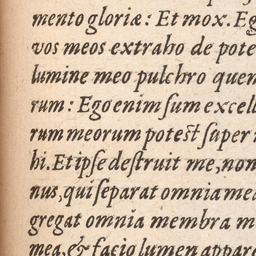 mento gloriæ: Et mox. Eg
vos meos extraho de pote
lumine meo pulchro quem
rum: Ego enim ſum excell
rum meorum poteſt ſuper
hi. Et ipſe deſtruit me, non
nus, qui ſeparat omnia mea
gregat omnia membra m
mea, & facio lumen appare